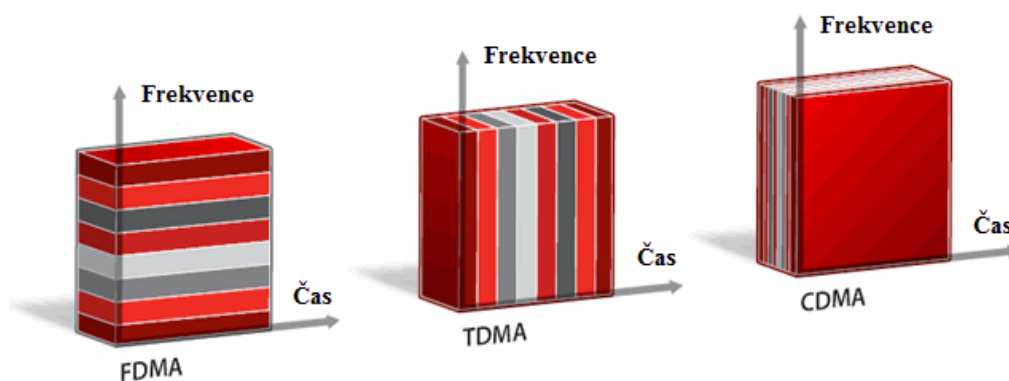 Frekvence
Čas
FDMA
Frekvence
Čas
TDMA
Frekvence
Čas
CDMA